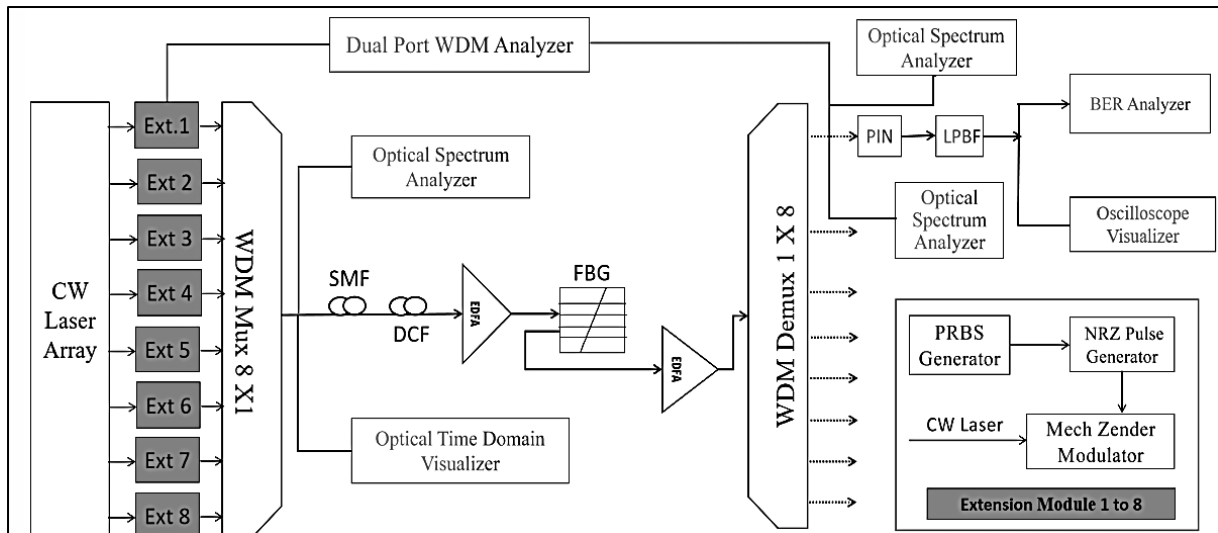 Dual Port WDM Analyzer
Optical Spectrum
Analyzer
BER Analyzer
CW
Laser
Array
Ext.1
Ext 2
Ext 3
Ext 4
Ext 5
Ext 6
Ext 7
Ext 8
WDM Mux 8 X1
Optical Spectrum
Analyzer
SMF
DCF
EDFA
FBG
EDFA
Optical Time Domain
Visualizer
WDM Demux 1 X 8
PIN
LPBF
Optical
Spectrum
Analyzer
Oscilloscope
Visualizer
PRBS
Generator
NRZ Pulse
Generator
CW Laser
Mech Zender
Modulator
Extension Module 1 to 8